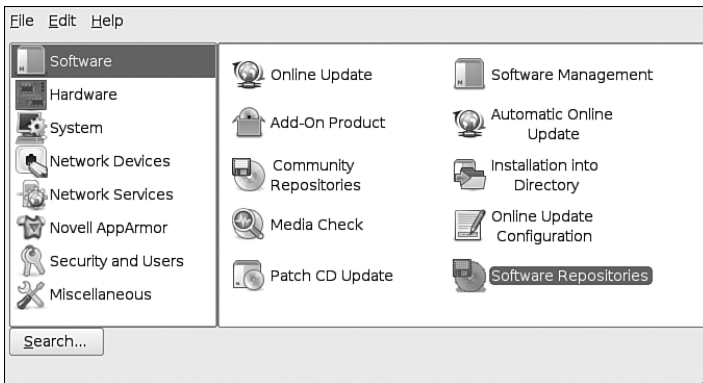 File Edit Help
Software
Hardware
System
Network Devices
Network Services
Novell AppArmor
Security and Users
Miscellaneous
Online Update
Software Management
Add-On Product
Automatic Online
Update
Community
Repositories
Installation into
Directory
Media Check
Online Update
Configuration
Patch CD Update
Software Repositories
Search...